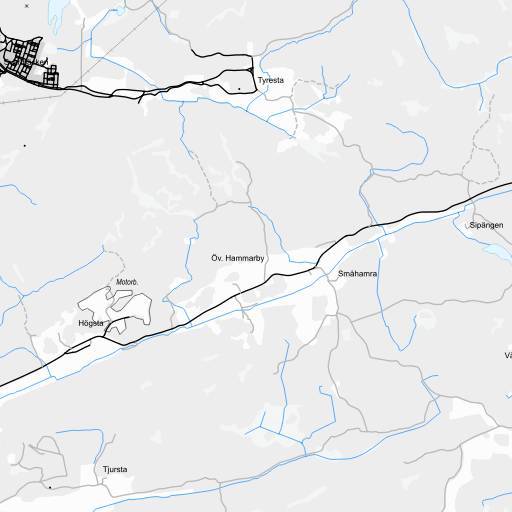 Tyresta
Sipängen
Öv. Hammarby
Småhamra
Motorb.
Högsta
Tjursta